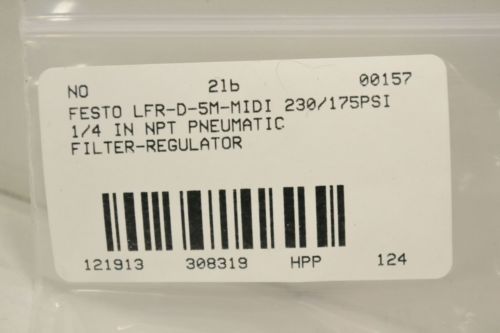 NO 21b 00157
FESTO LFR-D-5M-MIDI 230/175PSI
1/4 IN NPT PNEUMATIC
FILTER-REGULATOR
121913 308319 HPP 124